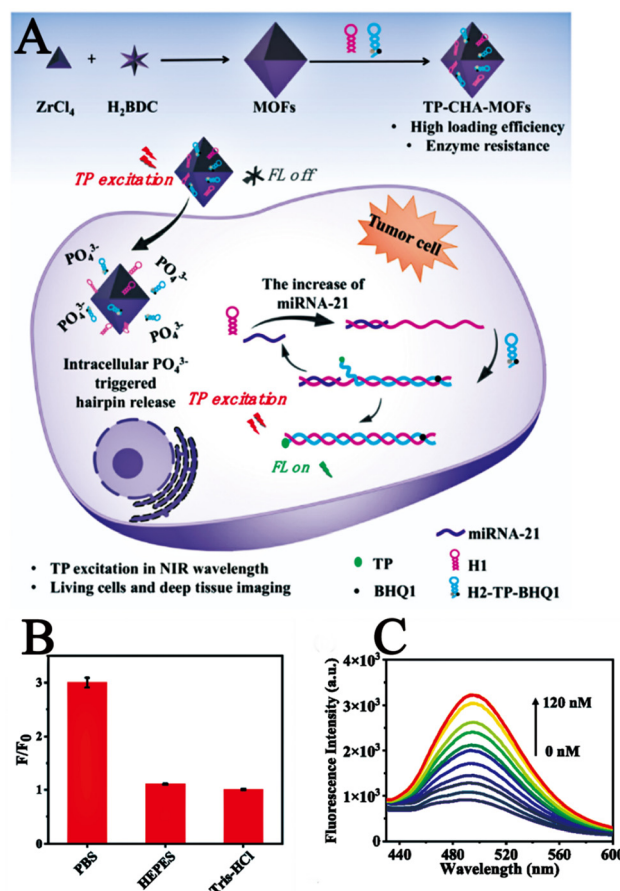 A
ZrCl₄ + H₂BDC MOFs TP-CHA-MOFs
• High loading efficiency
• Enzyme resistance
TP excitation
FL off
Tumor cell
PO₄³⁻
PO₄³⁻
PO₄³⁻
PO₄³⁻
The increase of
miRNA-21
Intracellular PO₄³⁻
triggered
hairpin release
TP excitation
FL on
• TP excitation in NIR wavelength
• Living cells and deep tissue imaging
miRNA-21
TP
H1
BHQ1
H2-TP-BHQ1
B
F/F₀
3
2
1
0
PBS
HEPES
Tris-HCl
C
Fluorescence Intensity (a.u.)
4×10³
3×10³
2×10³
1×10³
0
120 nM
0 nM
440 480 520 560 600
Wavelength (nm)